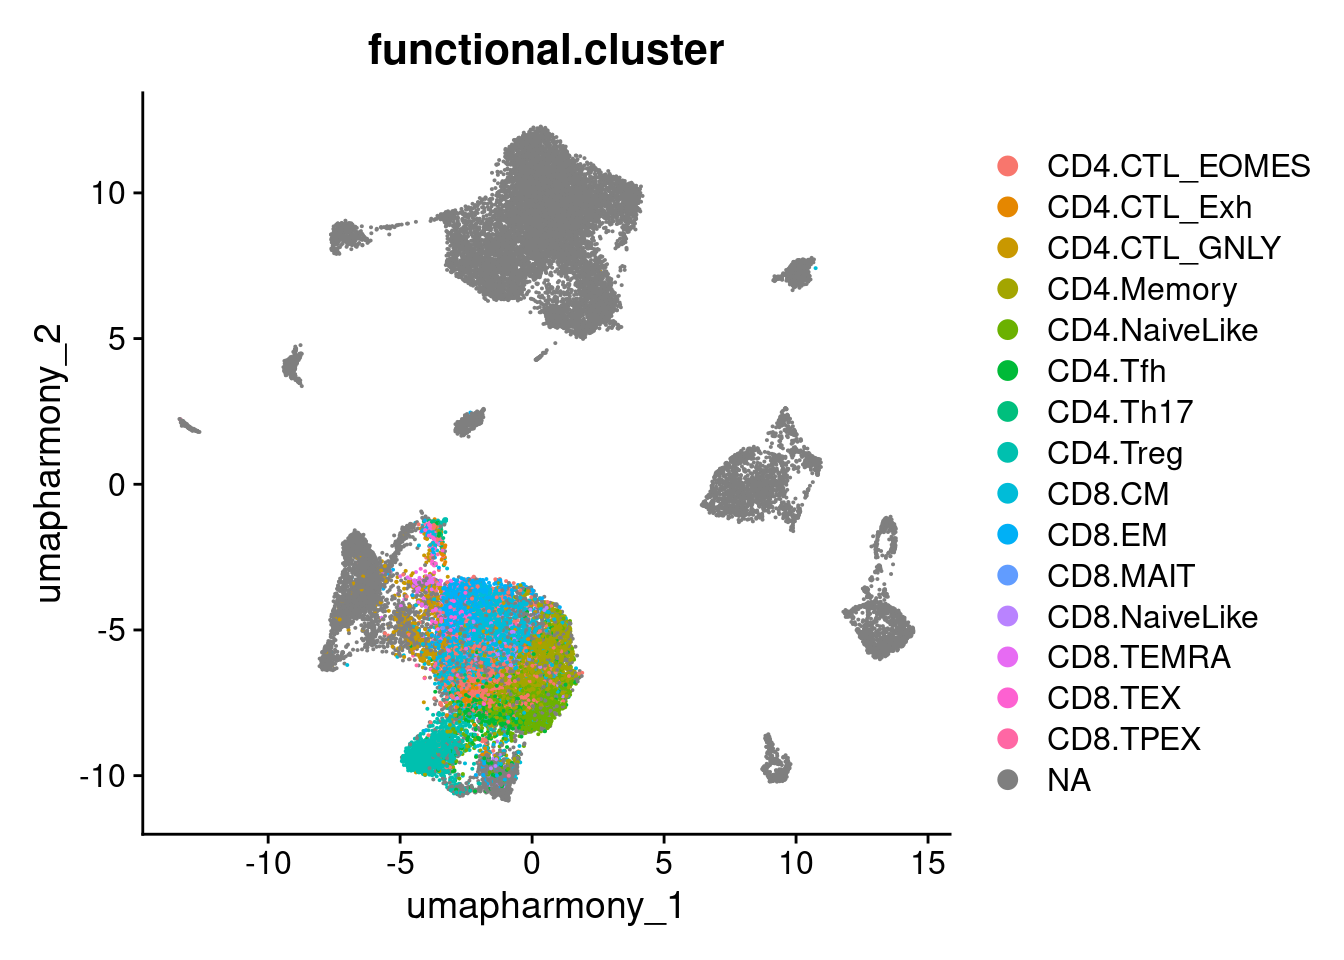 functional.cluster
umapharmony_2
10
5
0
-5
-10
-10
-5
0
5
10
15
umapharmony_1
CD4.CTL_EOMES
CD4.CTL_Exh
CD4.CTL_GNLY
CD4.Memory
CD4.NaiveLike
CD4.Tfh
CD4.Th17
CD4.Treg
CD8.CM
CD8.EM
CD8.MAIT
CD8.NaiveLike
CD8.TEMRA
CD8.TEX
CD8.TPEX
NA